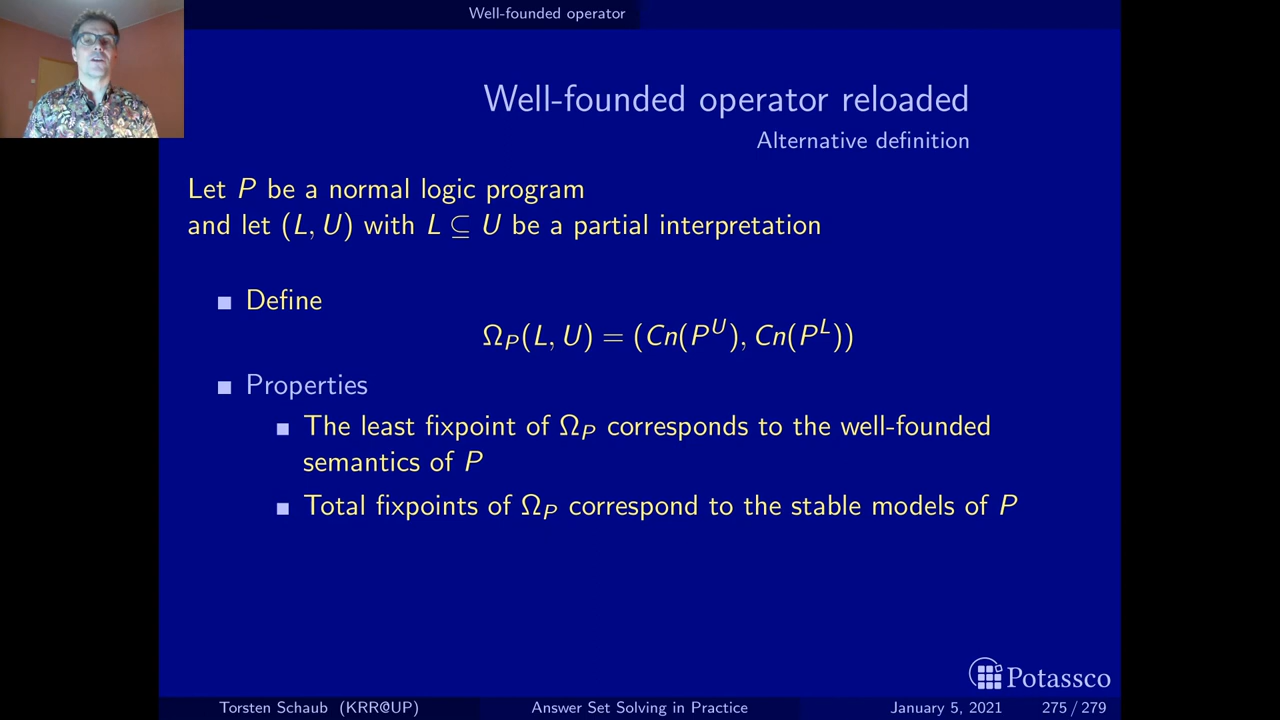 Well-founded operator
Well-founded operator reloaded
Alternative definition
Let P be a normal logic program
and let (L, U) with L ⊆ U be a partial interpretation
Define
Ω_P(L, U) = (Cn(P^U), Cn(P^L))
Properties
The least fixpoint of Ω_P corresponds to the well-founded
semantics of P
Total fixpoints of Ω_P correspond to the stable models of P
Potassco
Torsten Schaub (KRR@UP) Answer Set Solving in Practice January 5, 2021 275 / 279